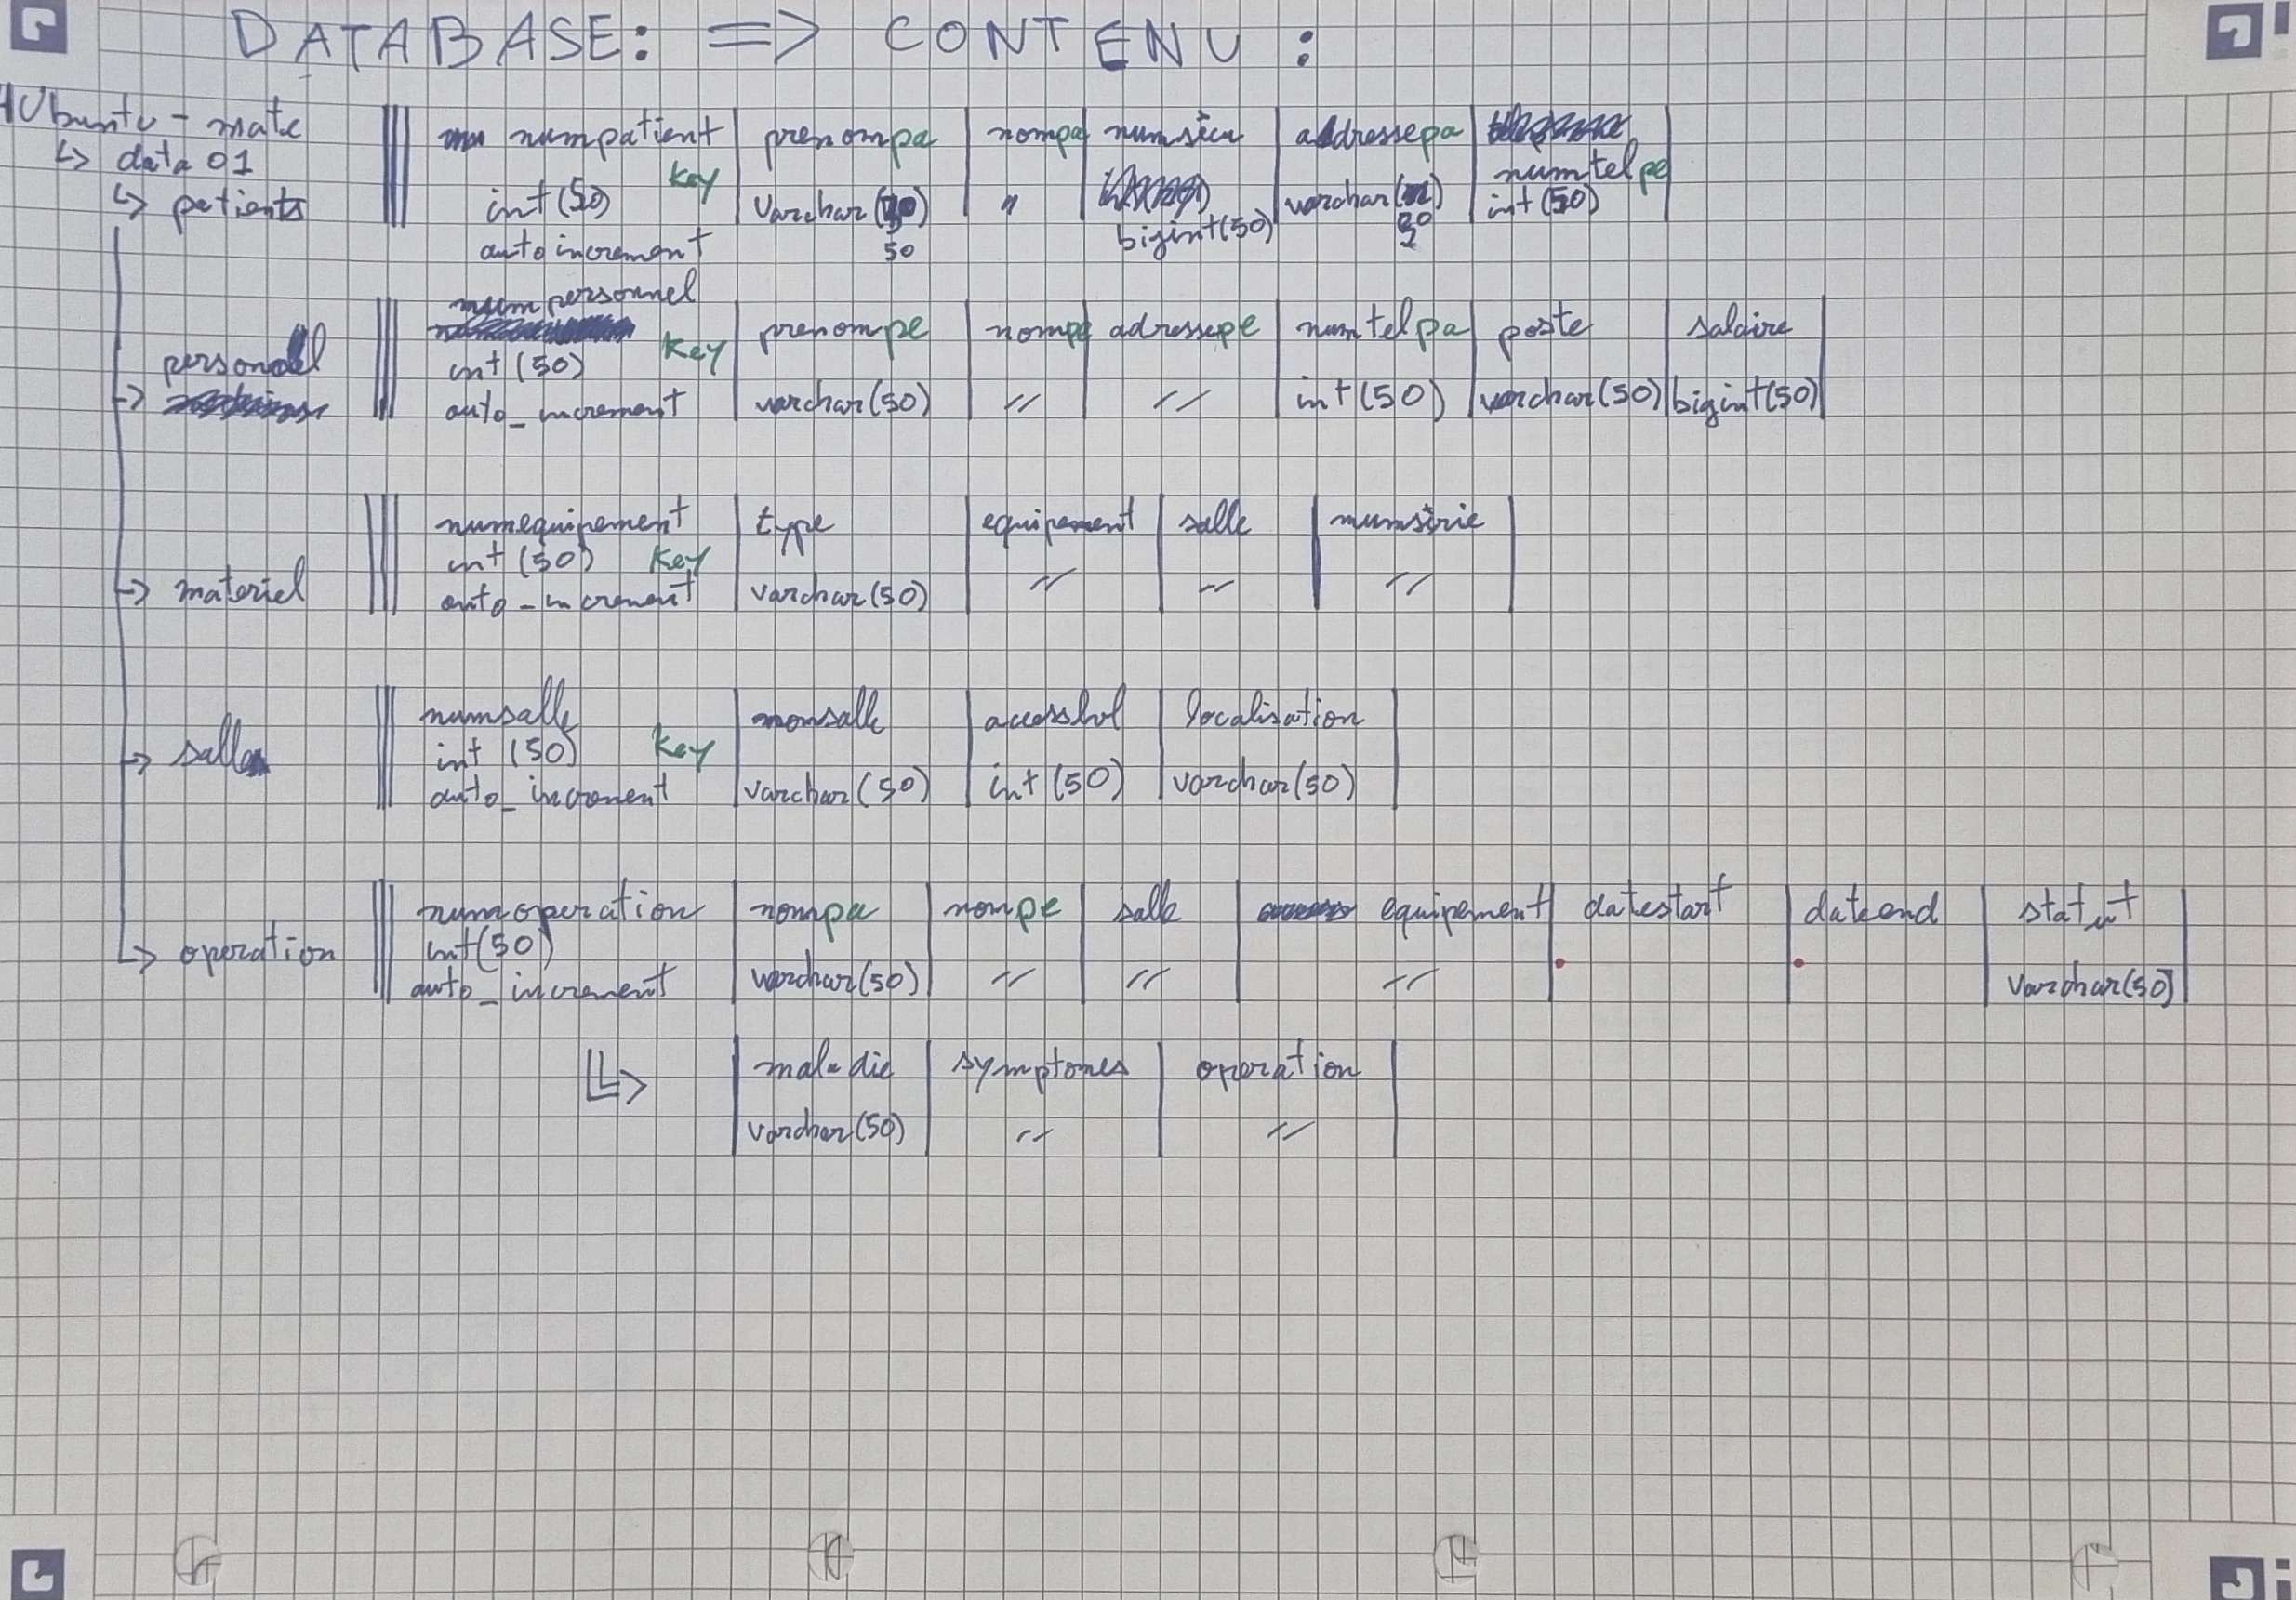 DATABASE: => CONTENU :
Ubuntu-mate
↳ data 01
↳ patients
numpatient | prenompa | nompa | numsécu | addressepa | numtelpe
int(50) Key | Varchar(50) | " | bigint(50) | varchar(50) | int(50)
auto increment
→ personel
numpersonnel Key | prenompe | nompe | adressepe | numtelpa | poste | salaire
int(50)
auto_increment | varchar(50) | " | " | int(50) | varchar(50) | bigint(50)
→ materiel
numequipement | type | equipement | salle | numsérie
int(50) Key
auto_increment | varchar(50) | " | " | "
→ salle
numsalle | nomsalle | accesslvl | localisation
int (50) Key
auto_increment | varchar(50) | int(50) | varchar(50)
↳ operation
numoperation | nompa | nompe | salle | equipement | datestart | dateend | statut
int(50)
auto_increment | varchar(50) | " | " | " | | | Varchar(50)
↳ | maladie | symptomes | operation
varchar(50) | " | "